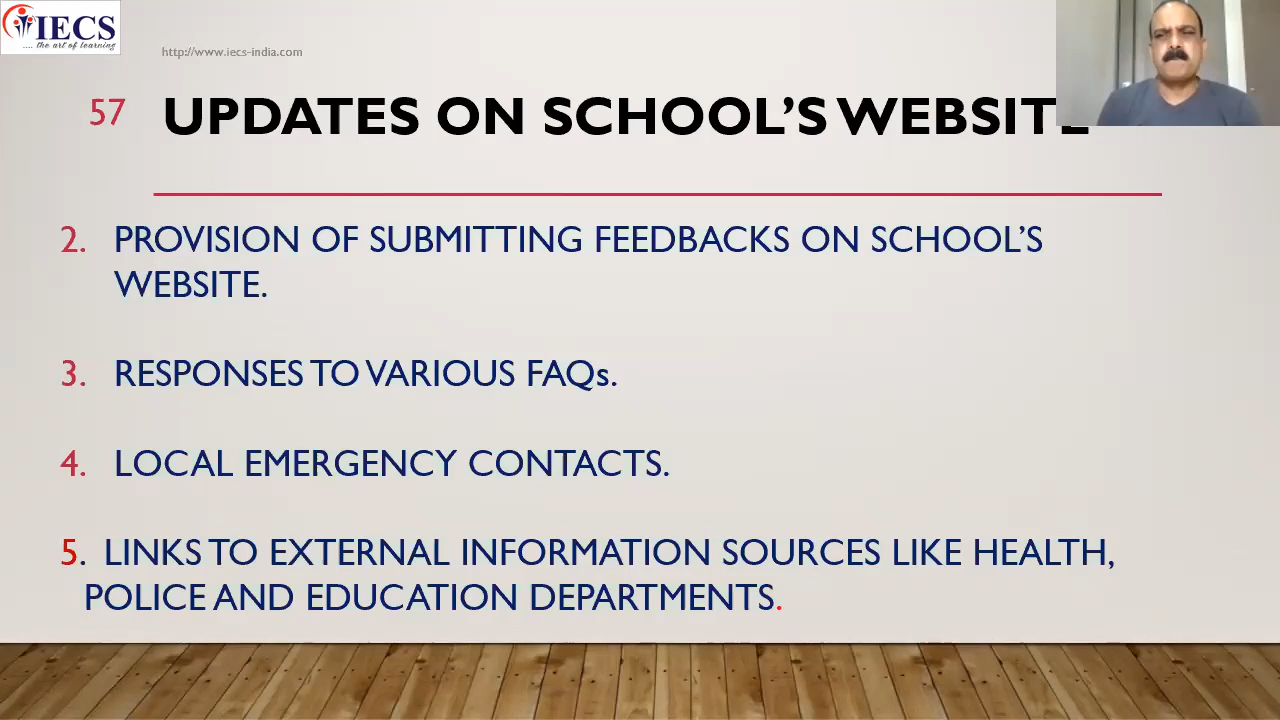 IECS
.... the art of learning
http://www.iecs-india.com
57 UPDATES ON SCHOOL’S WEBSITE
2. PROVISION OF SUBMITTING FEEDBACKS ON SCHOOL’S
WEBSITE.
3. RESPONSES TO VARIOUS FAQs.
4. LOCAL EMERGENCY CONTACTS.
5. LINKS TO EXTERNAL INFORMATION SOURCES LIKE HEALTH,
POLICE AND EDUCATION DEPARTMENTS.